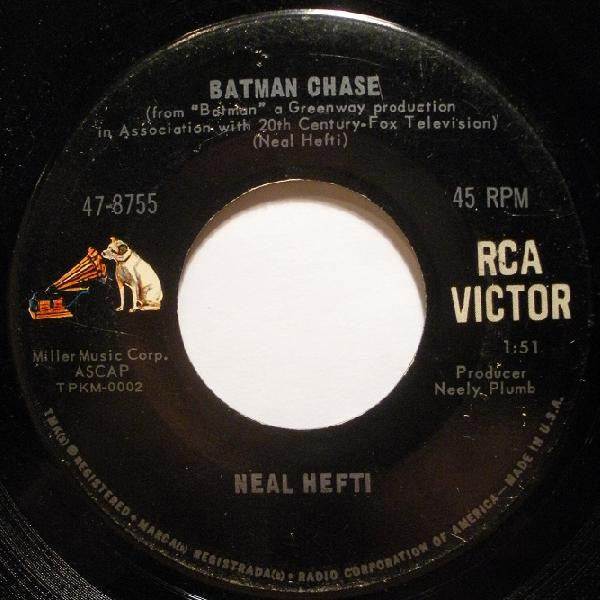 BATMAN CHASE
(from "Batman" a Greenway production
in Association with 20th Century-Fox Television)
(Neal Hefti)
47-8755
45 RPM
RCA
VICTOR
Miller Music Corp.
ASCAP
TPKM-0002
1:51
Producer
Neely Plumb
NEAL HEFTI
TMK(s) ® REGISTERED • MARCA(s) REGISTRADA(s) • RADIO CORPORATION OF AMERICA — MADE IN U.S.A.